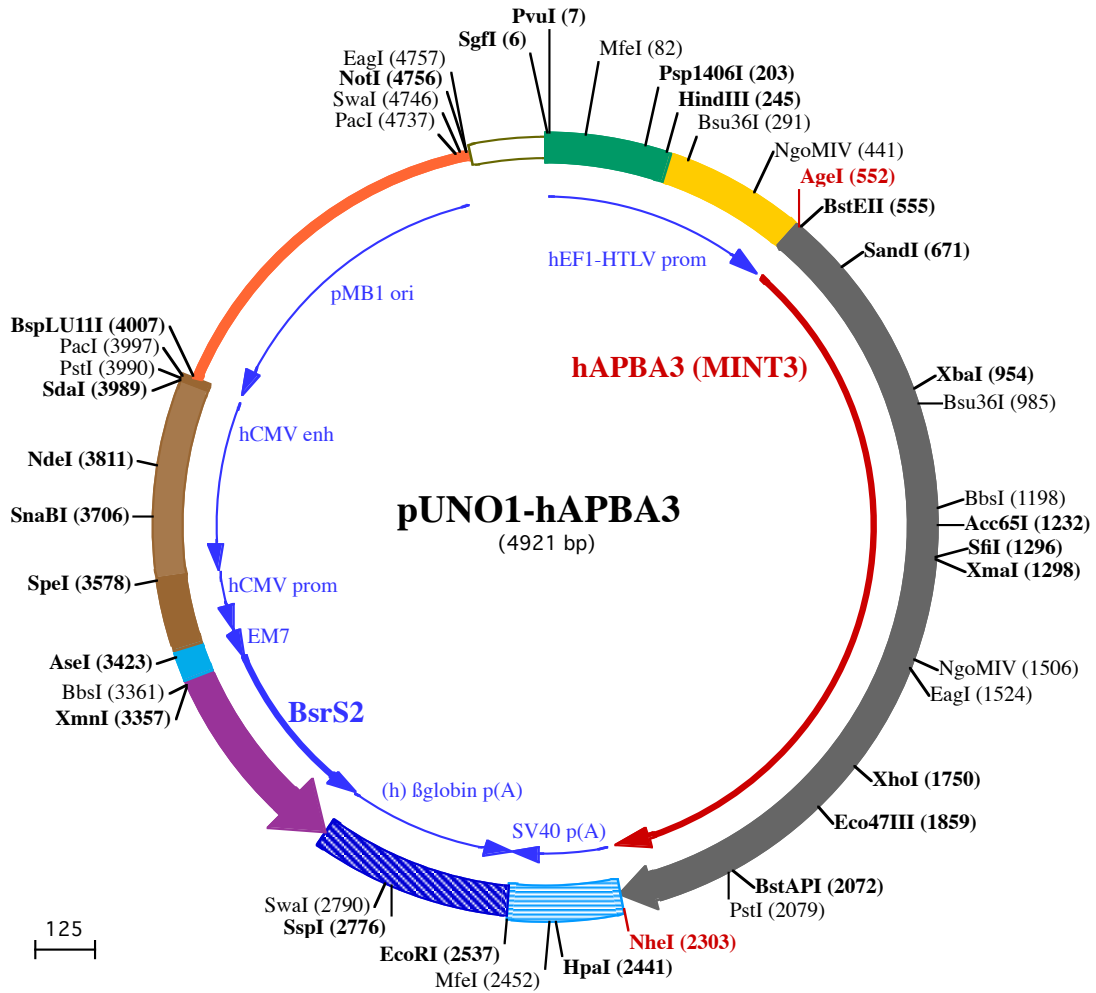 PvuI (7)
SgfI (6)
MfeI (82)
EagI (4757)
NotI (4756)
Psp1406I (203)
SwaI (4746)
HindIII (245)
PacI (4737)
Bsu36I (291)
NgoMIV (441)
AgeI (552)
BstEII (555)
SandI (671)
hEF1-HTLV prom
pMB1 ori
BspLU11I (4007)
PacI (3997)
PstI (3990)
SdaI (3989)
hAPBA3 (MINT3)
XbaI (954)
Bsu36I (985)
hCMV enh
NdeI (3811)
BbsI (1198)
pUNO1-hAPBA3
(4921 bp)
SnaBI (3706)
Acc65I (1232)
SfiI (1296)
XmaI (1298)
SpeI (3578)
hCMV prom
EM7
AseI (3423)
NgoMIV (1506)
BbsI (3361)
EagI (1524)
XmnI (3357)
BsrS2
XhoI (1750)
(h) ßglobin p(A)
Eco47III (1859)
SV40 p(A)
BstAPI (2072)
SwaI (2790)
PstI (2079)
SspI (2776)
125
NheI (2303)
EcoRI (2537)
HpaI (2441)
MfeI (2452)